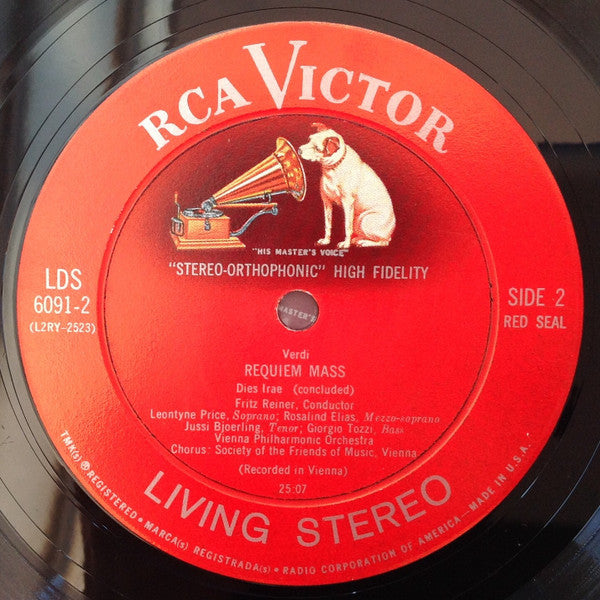 RCA VICTOR
"HIS MASTER'S VOICE"
"STEREO-ORTHOPHONIC" HIGH FIDELITY
LDS
6091-2
(L2RY-2523)
SIDE 2
RED SEAL
MASTER'S
Verdi
REQUIEM MASS
Dies Irae (concluded)
Fritz Reiner, Conductor
Leontyne Price, Soprano; Rosalind Elias, Mezzo-soprano
Jussi Bjoerling, Tenor; Giorgio Tozzi, Bass
Vienna Philharmonic Orchestra
Chorus: Society of the Friends of Music, Vienna
(Recorded in Vienna)
25:07
LIVING STEREO
TMK(s) ® REGISTERED • MARCA(s) REGISTRADA(s) • RADIO CORPORATION OF AMERICA—MADE IN U.S.A.